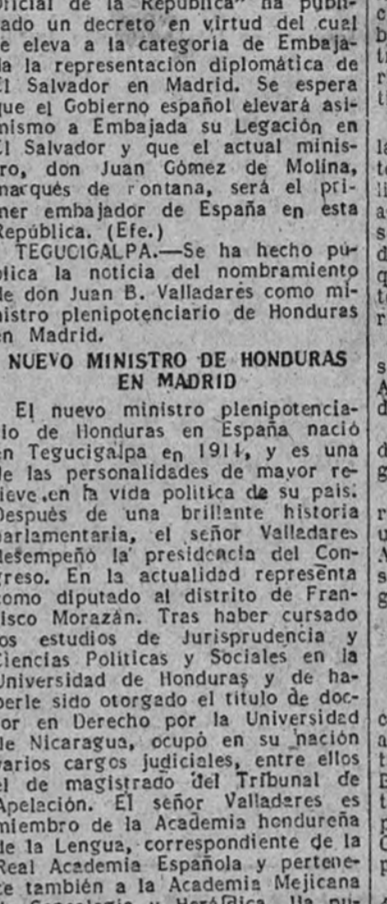 Oficial de la República" ha publi-
ado un decreto en virtud del cual
se eleva a la categoria de Embaja-
da la representación diplomática de
El Salvador en Madrid. Se espera
que el Gobierno español elevará asi-
mismo a Embajada su Legación en
El Salvador y que el actual minis-
ro, don Juan Gómez de Molina,
marqués de Fontana, será el pri-
mer embajador de España en esta
República. (Efe.)
TEGUCIGALPA.—Se ha hecho pú-
blica la noticia del nombramiento
de don Juan B. Valladares como mi-
nistro plenipotenciario de Honduras
en Madrid.
NUEVO MINISTRO DE HONDURAS
EN MADRID
El nuevo ministro plenipotencia-
rio de Honduras en España nació
en Tegucigalpa en 1911, y es una
de las personalidades de mayor re-
lieve en la vida politica de su pais.
Después de una brillante historia
parlamentaria, el señor Valladares
desempeñó la presidencia del Con-
greso. En la actualidad representa
como diputado al distrito de Fran-
cisco Morazán. Tras haber cursado
los estudios de Jurisprudencia y
Ciencias Politicas y Sociales en la
Universidad de Honduras y de ha-
berle sido otorgado el titulo de doc-
tor en Derecho por la Universidad
de Nicaragua, ocupó en su nación
varios cargos judiciales, entre ellos
el de magistrado del Tribunal de
Apelación. El señor Valladares es
miembro de la Academia hondureña
de la Lengua, correspondiente de la
Real Academia Española y pertene-
ce también a la Academia Mejicana